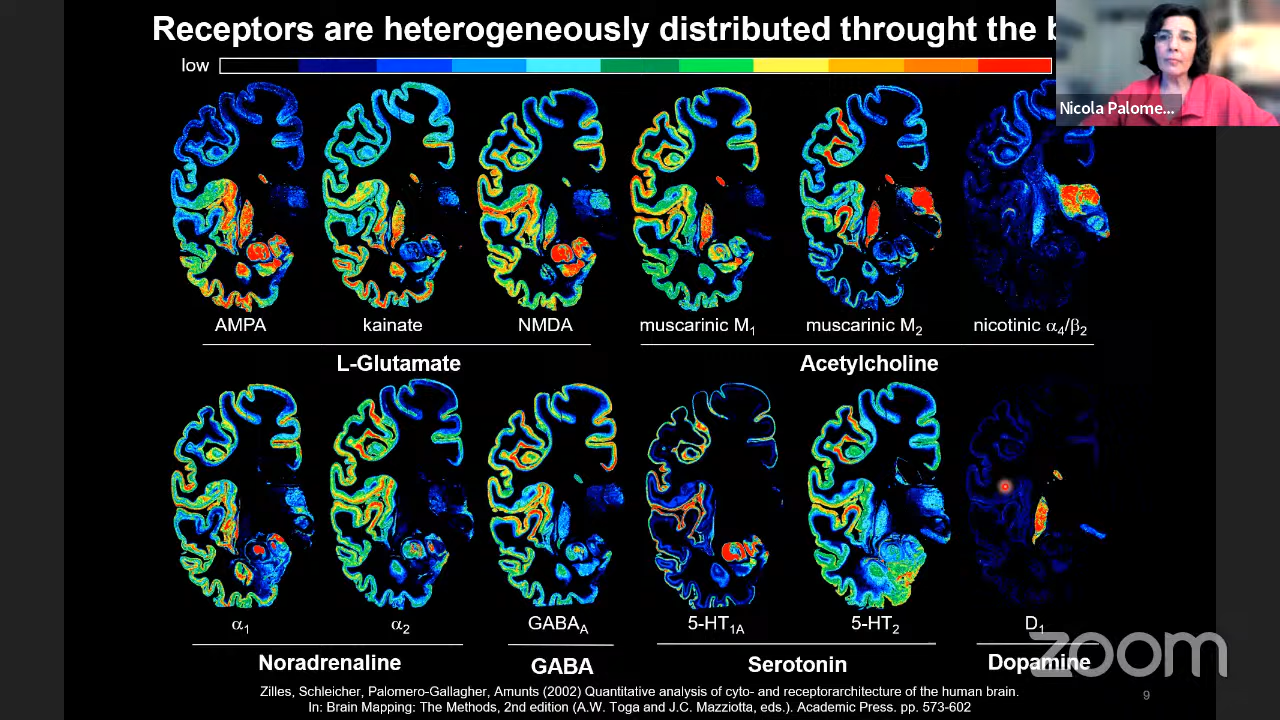 Receptors are heterogeneously distributed throught the b
low
Nicola Palome...
AMPA kainate NMDA muscarinic M₁ muscarinic M₂ nicotinic α₄/β₂
L-Glutamate Acetylcholine
α₁ α₂ GABA_A 5-HT₁A 5-HT₂ D₁
Noradrenaline GABA Serotonin Dopamine
zoom
Zilles, Schleicher, Palomero-Gallagher, Amunts (2002) Quantitative analysis of cyto- and receptorarchitecture of the human brain.
In: Brain Mapping: The Methods, 2nd edition (A.W. Toga and J.C. Mazziotta, eds.). Academic Press. pp. 573-602
9